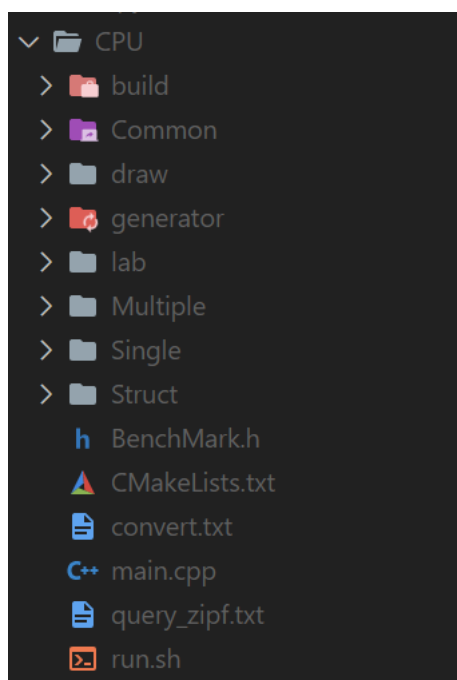 CPU
build
Common
draw
generator
lab
Multiple
Single
Struct
BenchMark.h
CMakeLists.txt
convert.txt
main.cpp
query_zipf.txt
run.sh